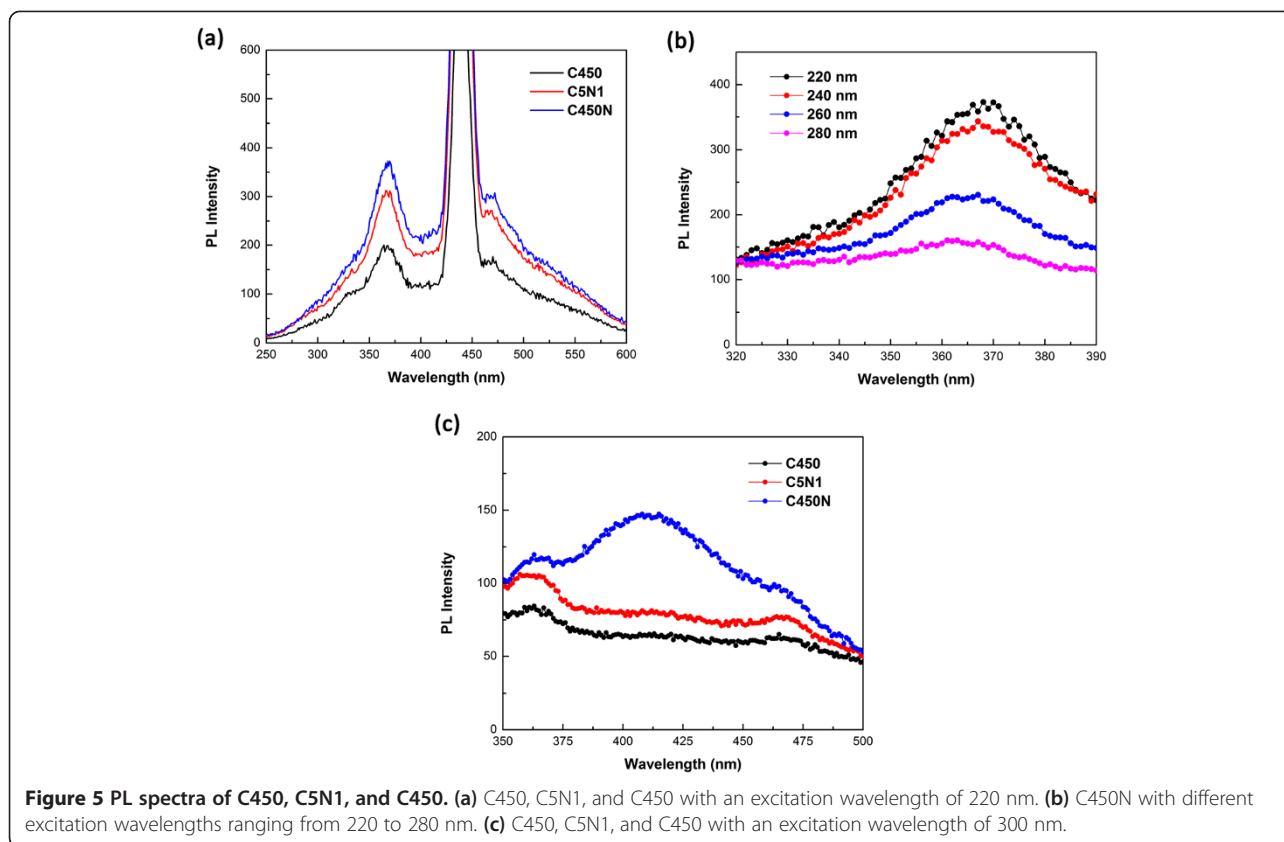 (a)
600
500
400
300
200
100
0
PL Intensity
C450
C5N1
C450N
250 300 350 400 450 500 550 600
Wavelength (nm)
(b)
400
300
200
100
0
PL Intensity
220 nm
240 nm
260 nm
280 nm
320 330 340 350 360 370 380 390
Wavelength (nm)
(c)
200
150
100
50
0
PL Intensity
C450
C5N1
C450N
350 375 400 425 450 475 500
Wavelength (nm)
Figure 5 PL spectra of C450, C5N1, and C450. (a) C450, C5N1, and C450 with an excitation wavelength of 220 nm. (b) C450N with different
excitation wavelengths ranging from 220 to 280 nm. (c) C450, C5N1, and C450 with an excitation wavelength of 300 nm.